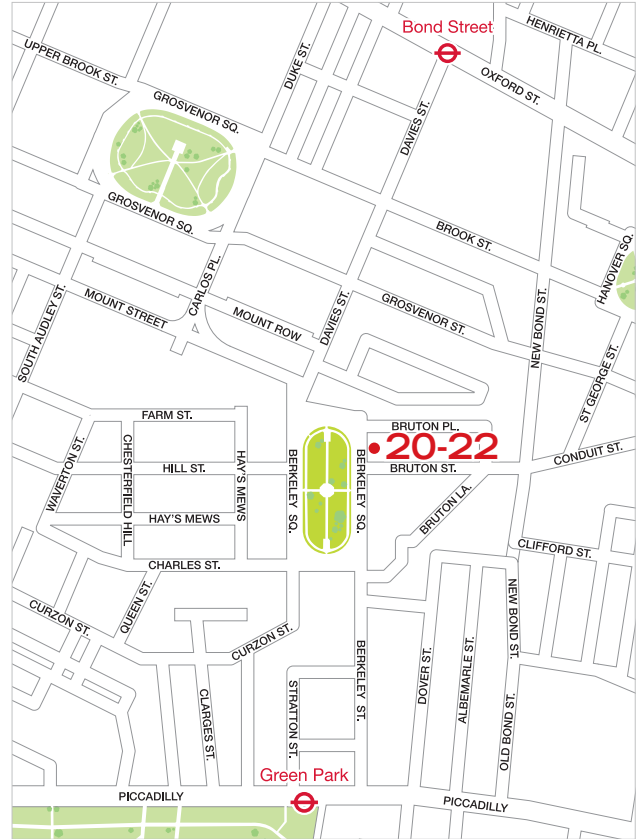 Bond Street
HENRIETTA PL.
UPPER BROOK ST.
DUKE ST.
OXFORD ST.
GROSVENOR SQ.
DAVIES ST.
GROSVENOR SQ.
BROOK ST.
HANOVER SQ.
CARLOS PL.
SOUTH AUDLEY ST.
MOUNT STREET
MOUNT ROW
DAVIES ST.
GROSVENOR ST.
NEW BOND ST.
ST GEORGE ST.
FARM ST.
BRUTON PL.
20-22
CONDUIT ST.
WAVERTON ST.
CHESTERFIELD HILL
HILL ST.
HAY'S MEWS
BERKELEY SQ.
BERKELEY SQ.
BRUTON ST.
BRUTON LA.
HAY'S MEWS
CLIFFORD ST.
CHARLES ST.
QUEEN ST.
CURZON ST.
CURZON ST.
NEW BOND ST.
BERKELEY ST.
DOVER ST.
ALBEMARLE ST.
CLARGES ST.
STRATTON ST.
OLD BOND ST.
Green Park
PICCADILLY
PICCADILLY